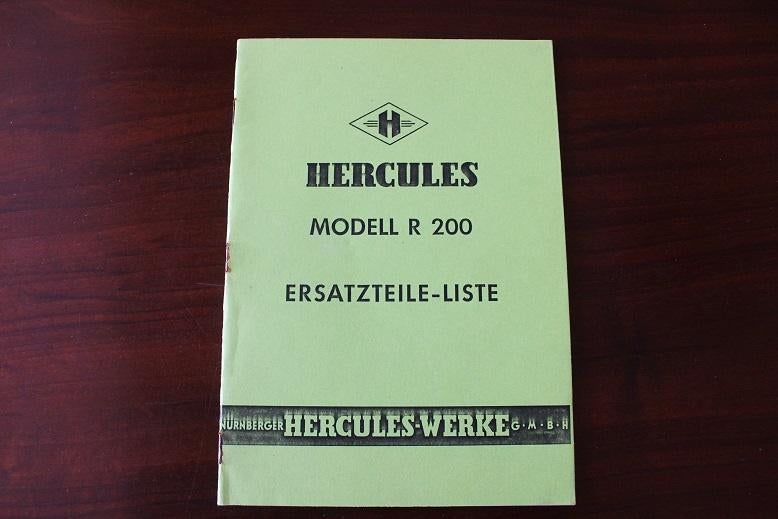 H
HERCULES
MODELL R 200
ERSATZTEILE-LISTE
NÜRNBERGER HERCULES-WERKE G·M·B·H